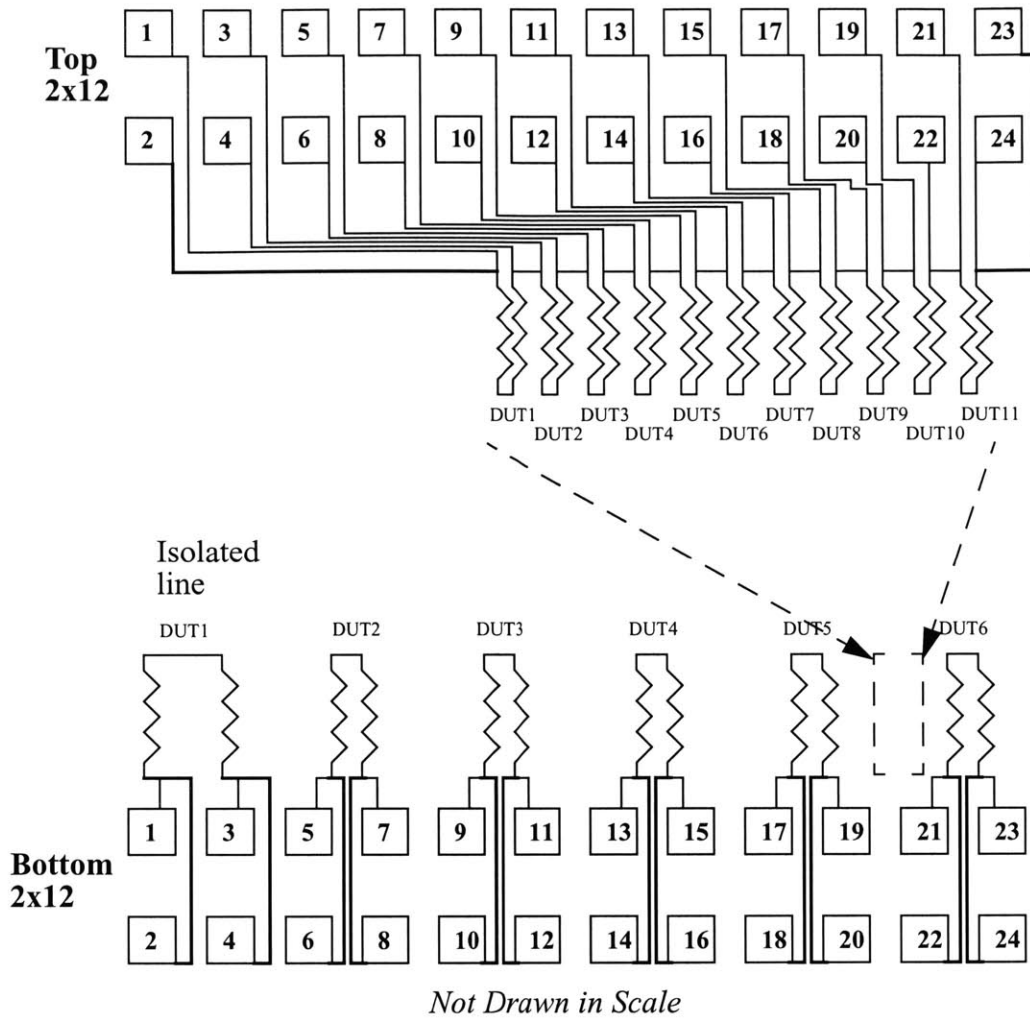 1 3 5 7 9 11 13 15 17 19 21 23
Top
2x12
2 4 6 8 10 12 14 16 18 20 22 24
DUT1 DUT3 DUT5 DUT7 DUT9 DUT11
DUT2 DUT4 DUT6 DUT8 DUT10
Isolated
line
DUT1 DUT2 DUT3 DUT4 DUT5 DUT6
1 3 5 7 9 11 13 15 17 19 21 23
Bottom
2x12
2 4 6 8 10 12 14 16 18 20 22 24
Not Drawn in Scale